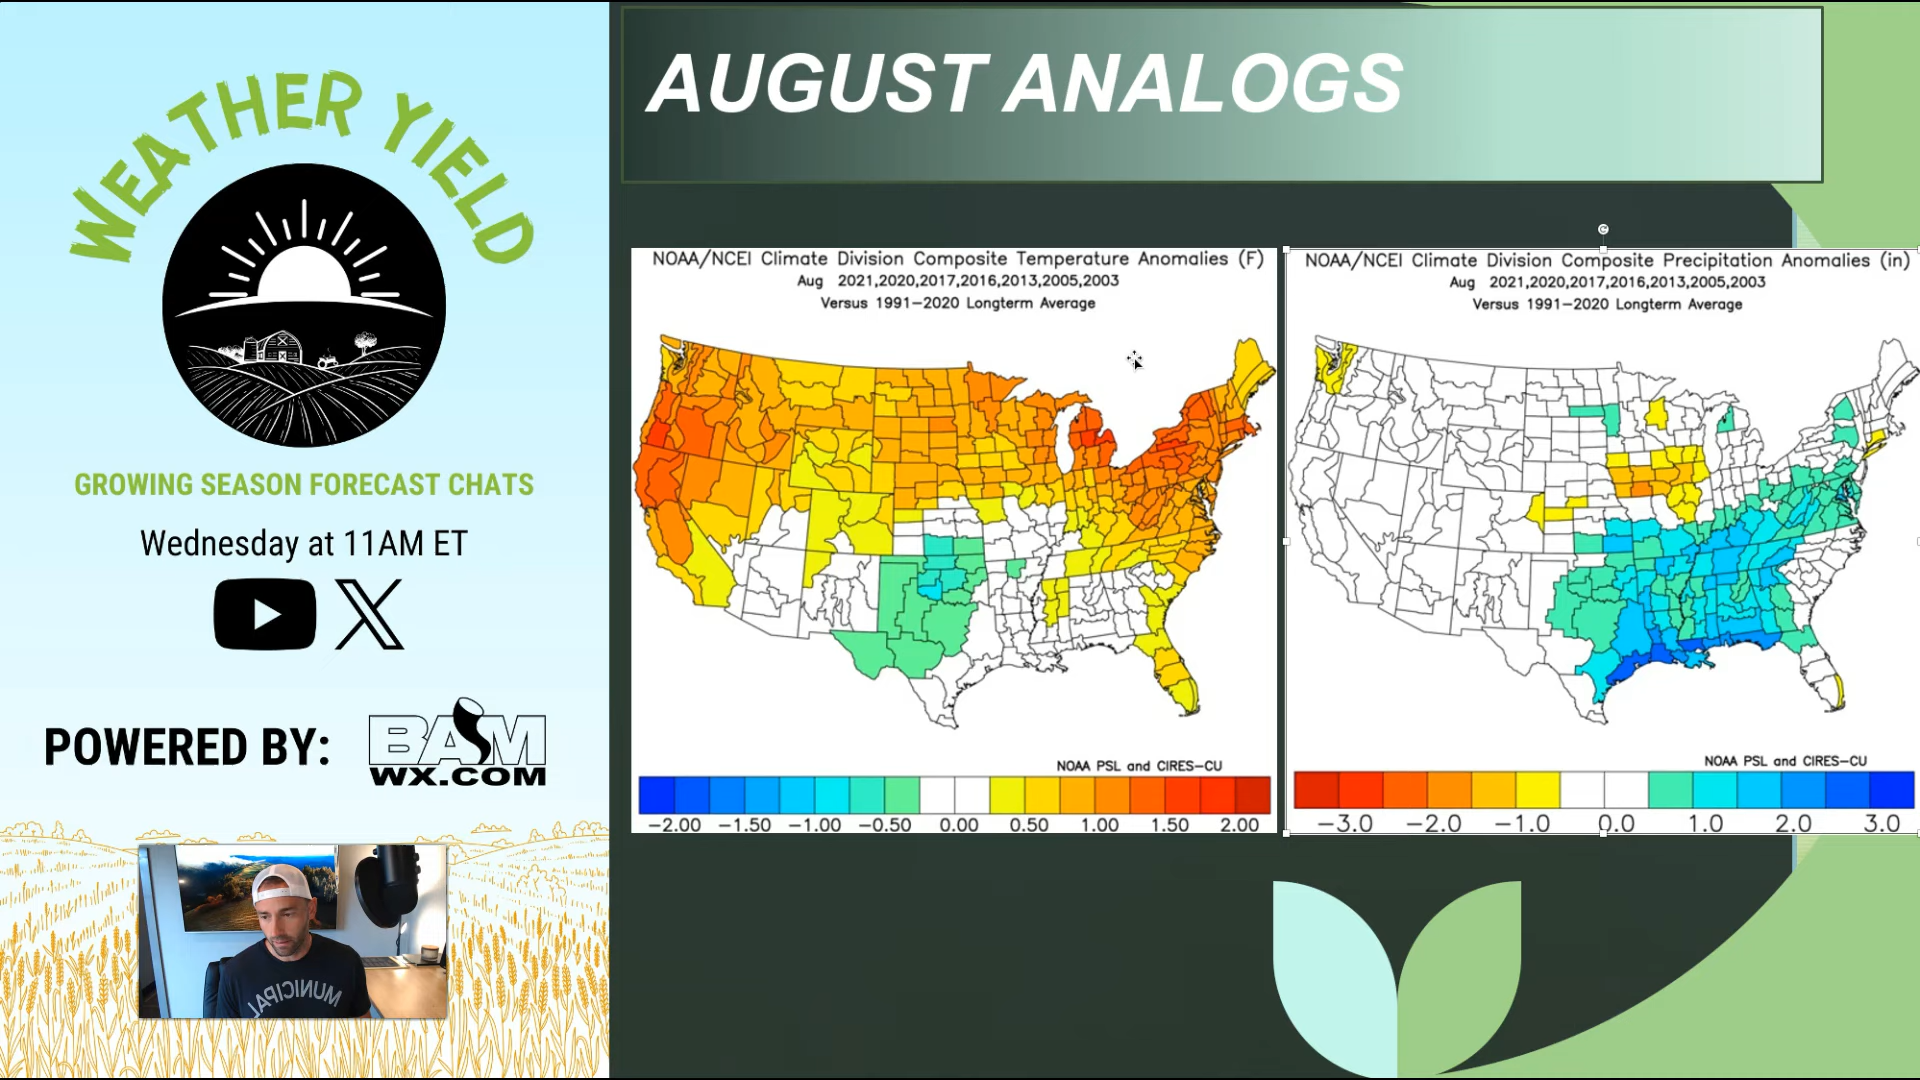 WEATHER YIELD
GROWING SEASON FORECAST CHATS
Wednesday at 11AM ET
POWERED BY:
BAM
WX.COM
MUNICIPAL
AUGUST ANALOGS
NOAA/NCEI Climate Division Composite Temperature Anomalies (F)
Aug 2021,2020,2017,2016,2013,2005,2003
Versus 1991–2020 Longterm Average
NOAA PSL and CIRES–CU
−2.00 −1.50 −1.00 −0.50 0.00 0.50 1.00 1.50 2.00
NOAA/NCEI Climate Division Composite Precipitation Anomalies (in)
Aug 2021,2020,2017,2016,2013,2005,2003
Versus 1991–2020 Longterm Average
NOAA PSL and CIRES–CU
−3.0 −2.0 −1.0 0.0 1.0 2.0 3.0